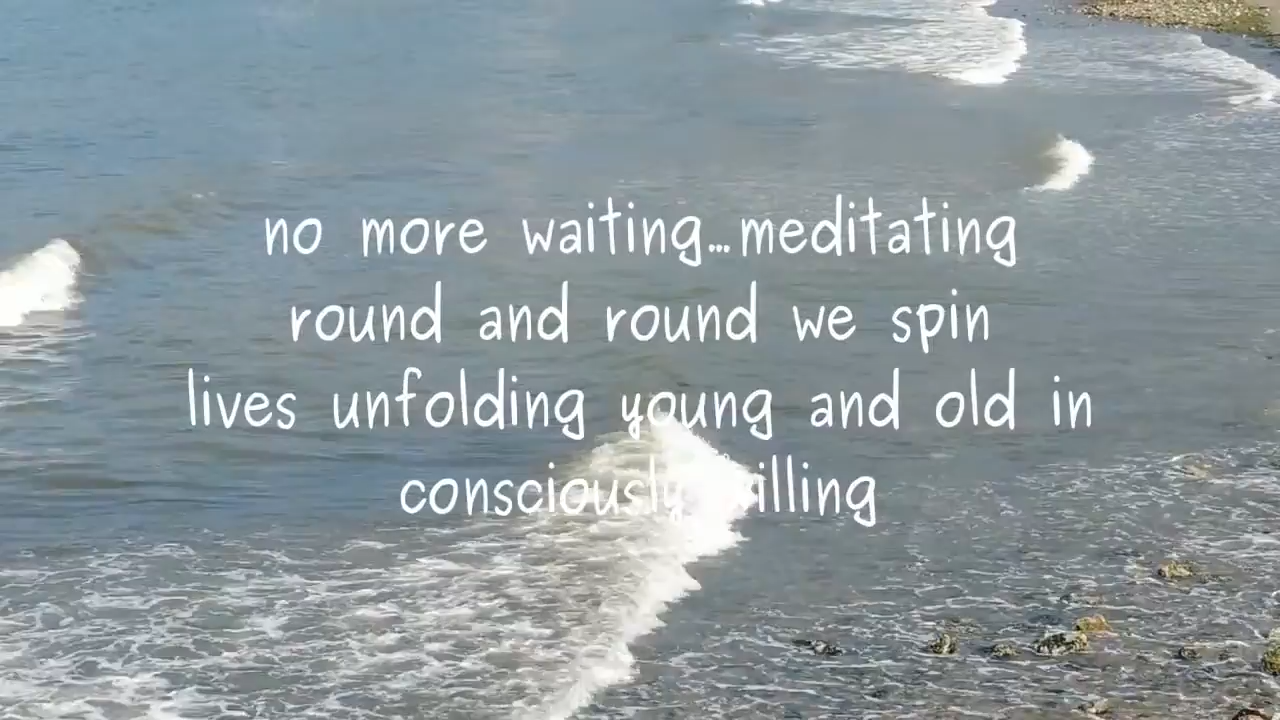 no more waiting...meditating
round and round we spin
lives unfolding young and old in
consciously